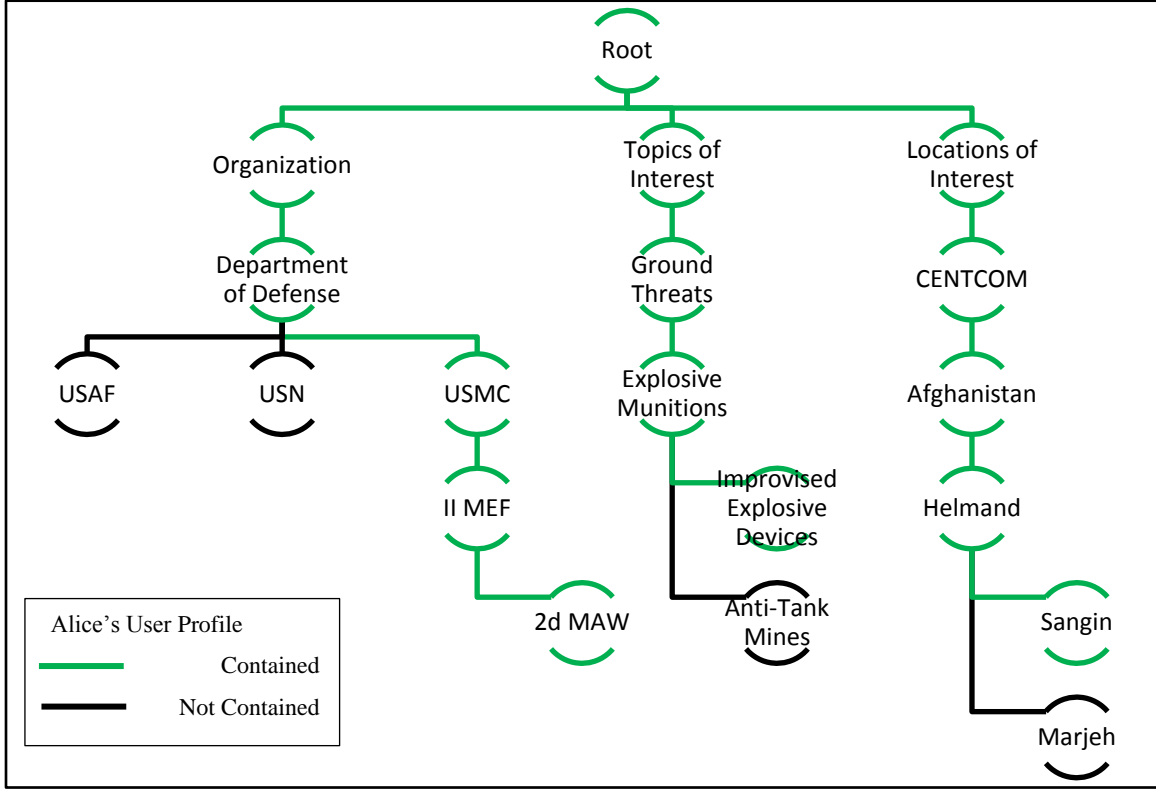 Root
Organization
Topics of
Interest
Locations of
Interest
Department
of Defense
Ground
Threats
CENTCOM
USAF
USN
USMC
Explosive
Munitions
Afghanistan
II MEF
Improvised
Explosive
Devices
Helmand
2d MAW
Anti-Tank
Mines
Sangin
Marjeh
Alice's User Profile
Contained
Not Contained